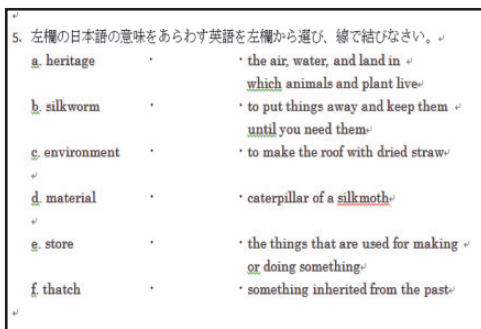 5. 左欄の日本語の意味をあらわす英語を左欄から選び、線で結びなさい。
a. heritage ・ ・ the air, water, and land in
which animals and plant live
b. silkworm ・ ・ to put things away and keep them
until you need them
c. environment ・ ・ to make the roof with dried straw
d. material ・ ・ caterpillar of a silkmoth
e. store ・ ・ the things that are used for making
or doing something
f. thatch ・ ・ something inherited from the past